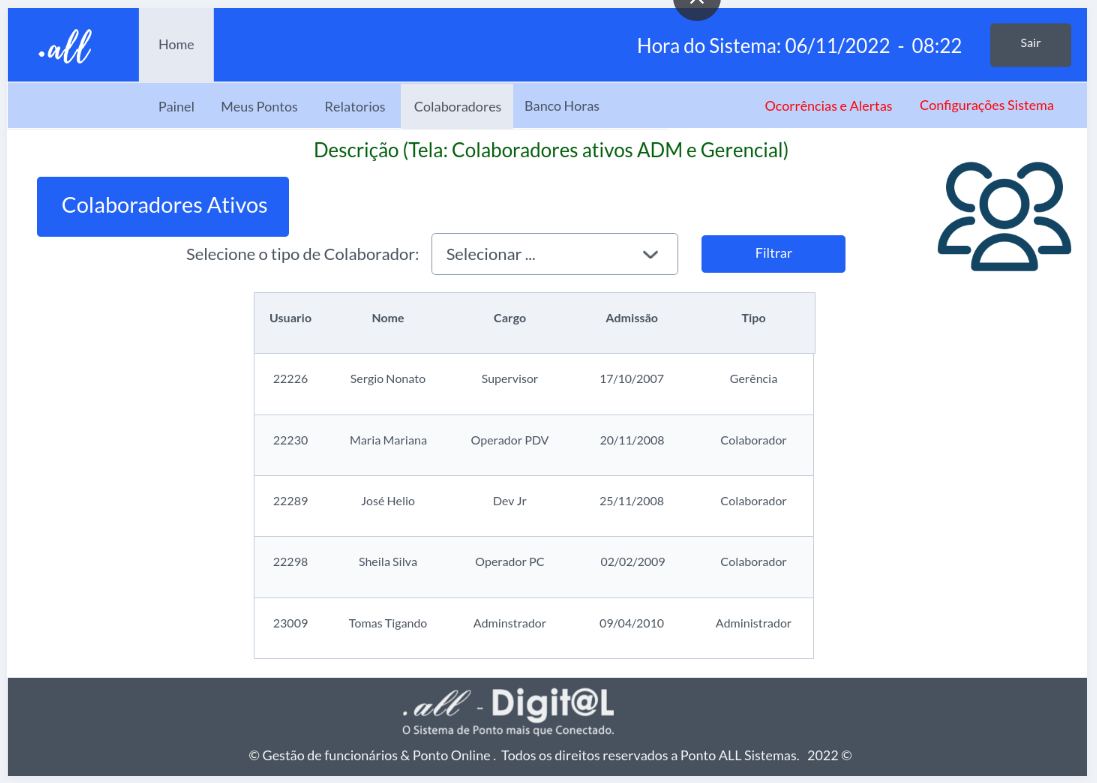 .all
Home
Hora do Sistema: 06/11/2022 - 08:22
Sair
Painel Meus Pontos Relatorios Colaboradores Banco Horas Ocorrências e Alertas Configurações Sistema
Descrição (Tela: Colaboradores ativos ADM e Gerencial)
Colaboradores Ativos
Selecione o tipo de Colaborador: Selecionar ... Filtrar
Usuario Nome Cargo Admissão Tipo
22226 Sergio Nonato Supervisor 17/10/2007 Gerência
22230 Maria Mariana Operador PDV 20/11/2008 Colaborador
22289 José Helio Dev Jr 25/11/2008 Colaborador
22298 Sheila Silva Operador PC 02/02/2009 Colaborador
23009 Tomas Tigando Adminstrador 09/04/2010 Administrador
.all - Digit@L
O Sistema de Ponto mais que Conectado.
© Gestão de funcionários & Ponto Online . Todos os direitos reservados a Ponto ALL Sistemas. 2022 ©